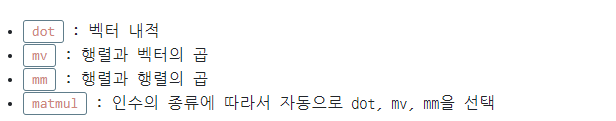 • dot : 벡터 내적
• mv : 행렬과 벡터의 곱
• mm : 행렬과 행렬의 곱
• matmul : 인수의 종류에 따라서 자동으로 dot, mv, mm을 선택